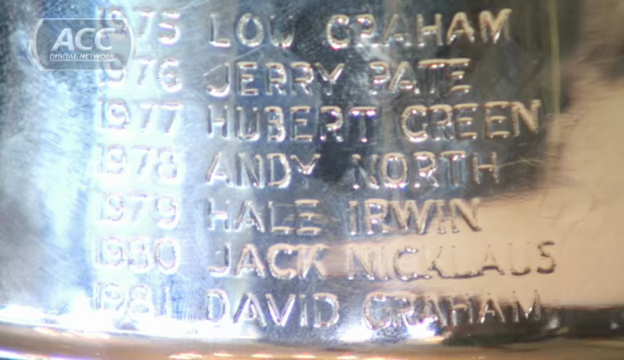 ACC
DIGITAL NETWORK
1975 LOU GRAHAM
1976 JERRY PATE
1977 HUBERT GREEN
1978 ANDY NORTH
1979 HALE IRWIN
1980 JACK NICKLAUS
1981 DAVID GRAHAM